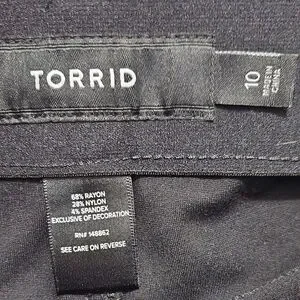 TORRID
10
MADE IN
CHINA
68% RAYON
28% NYLON
4% SPANDEX
EXCLUSIVE OF DECORATION
RN# 148862
SEE CARE ON REVERSE